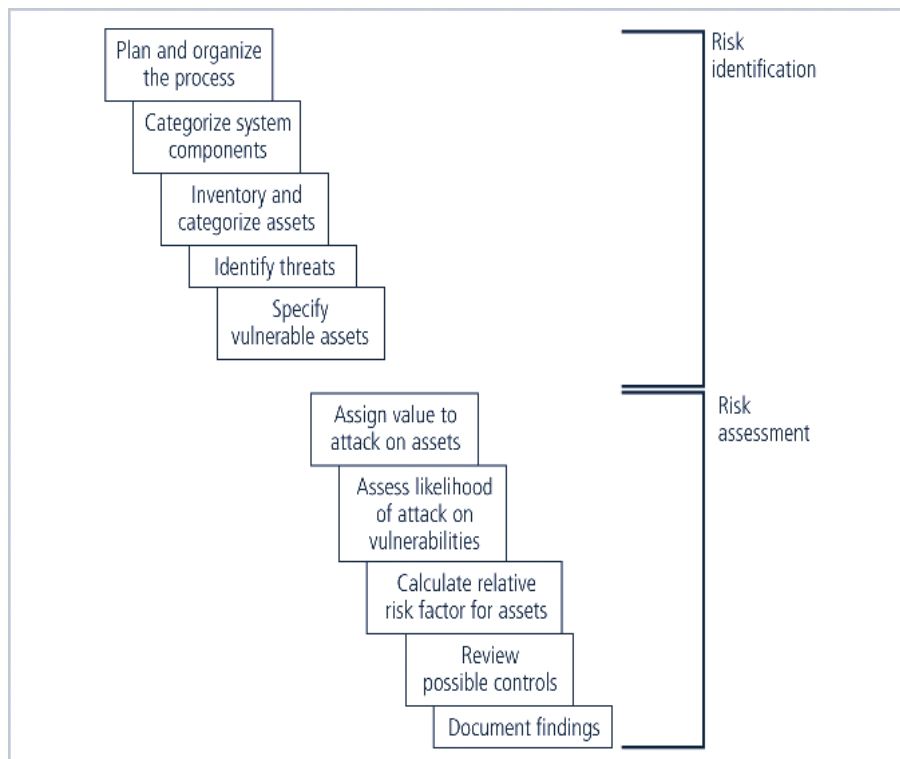 Plan and organize
the process
Categorize system
components
Inventory and
categorize assets
Identify threats
Specify
vulnerable assets
Risk
identification
Assign value to
attack on assets
Assess likelihood
of attack on
vulnerabilities
Calculate relative
risk factor for assets
Review
possible controls
Document findings
Risk
assessment